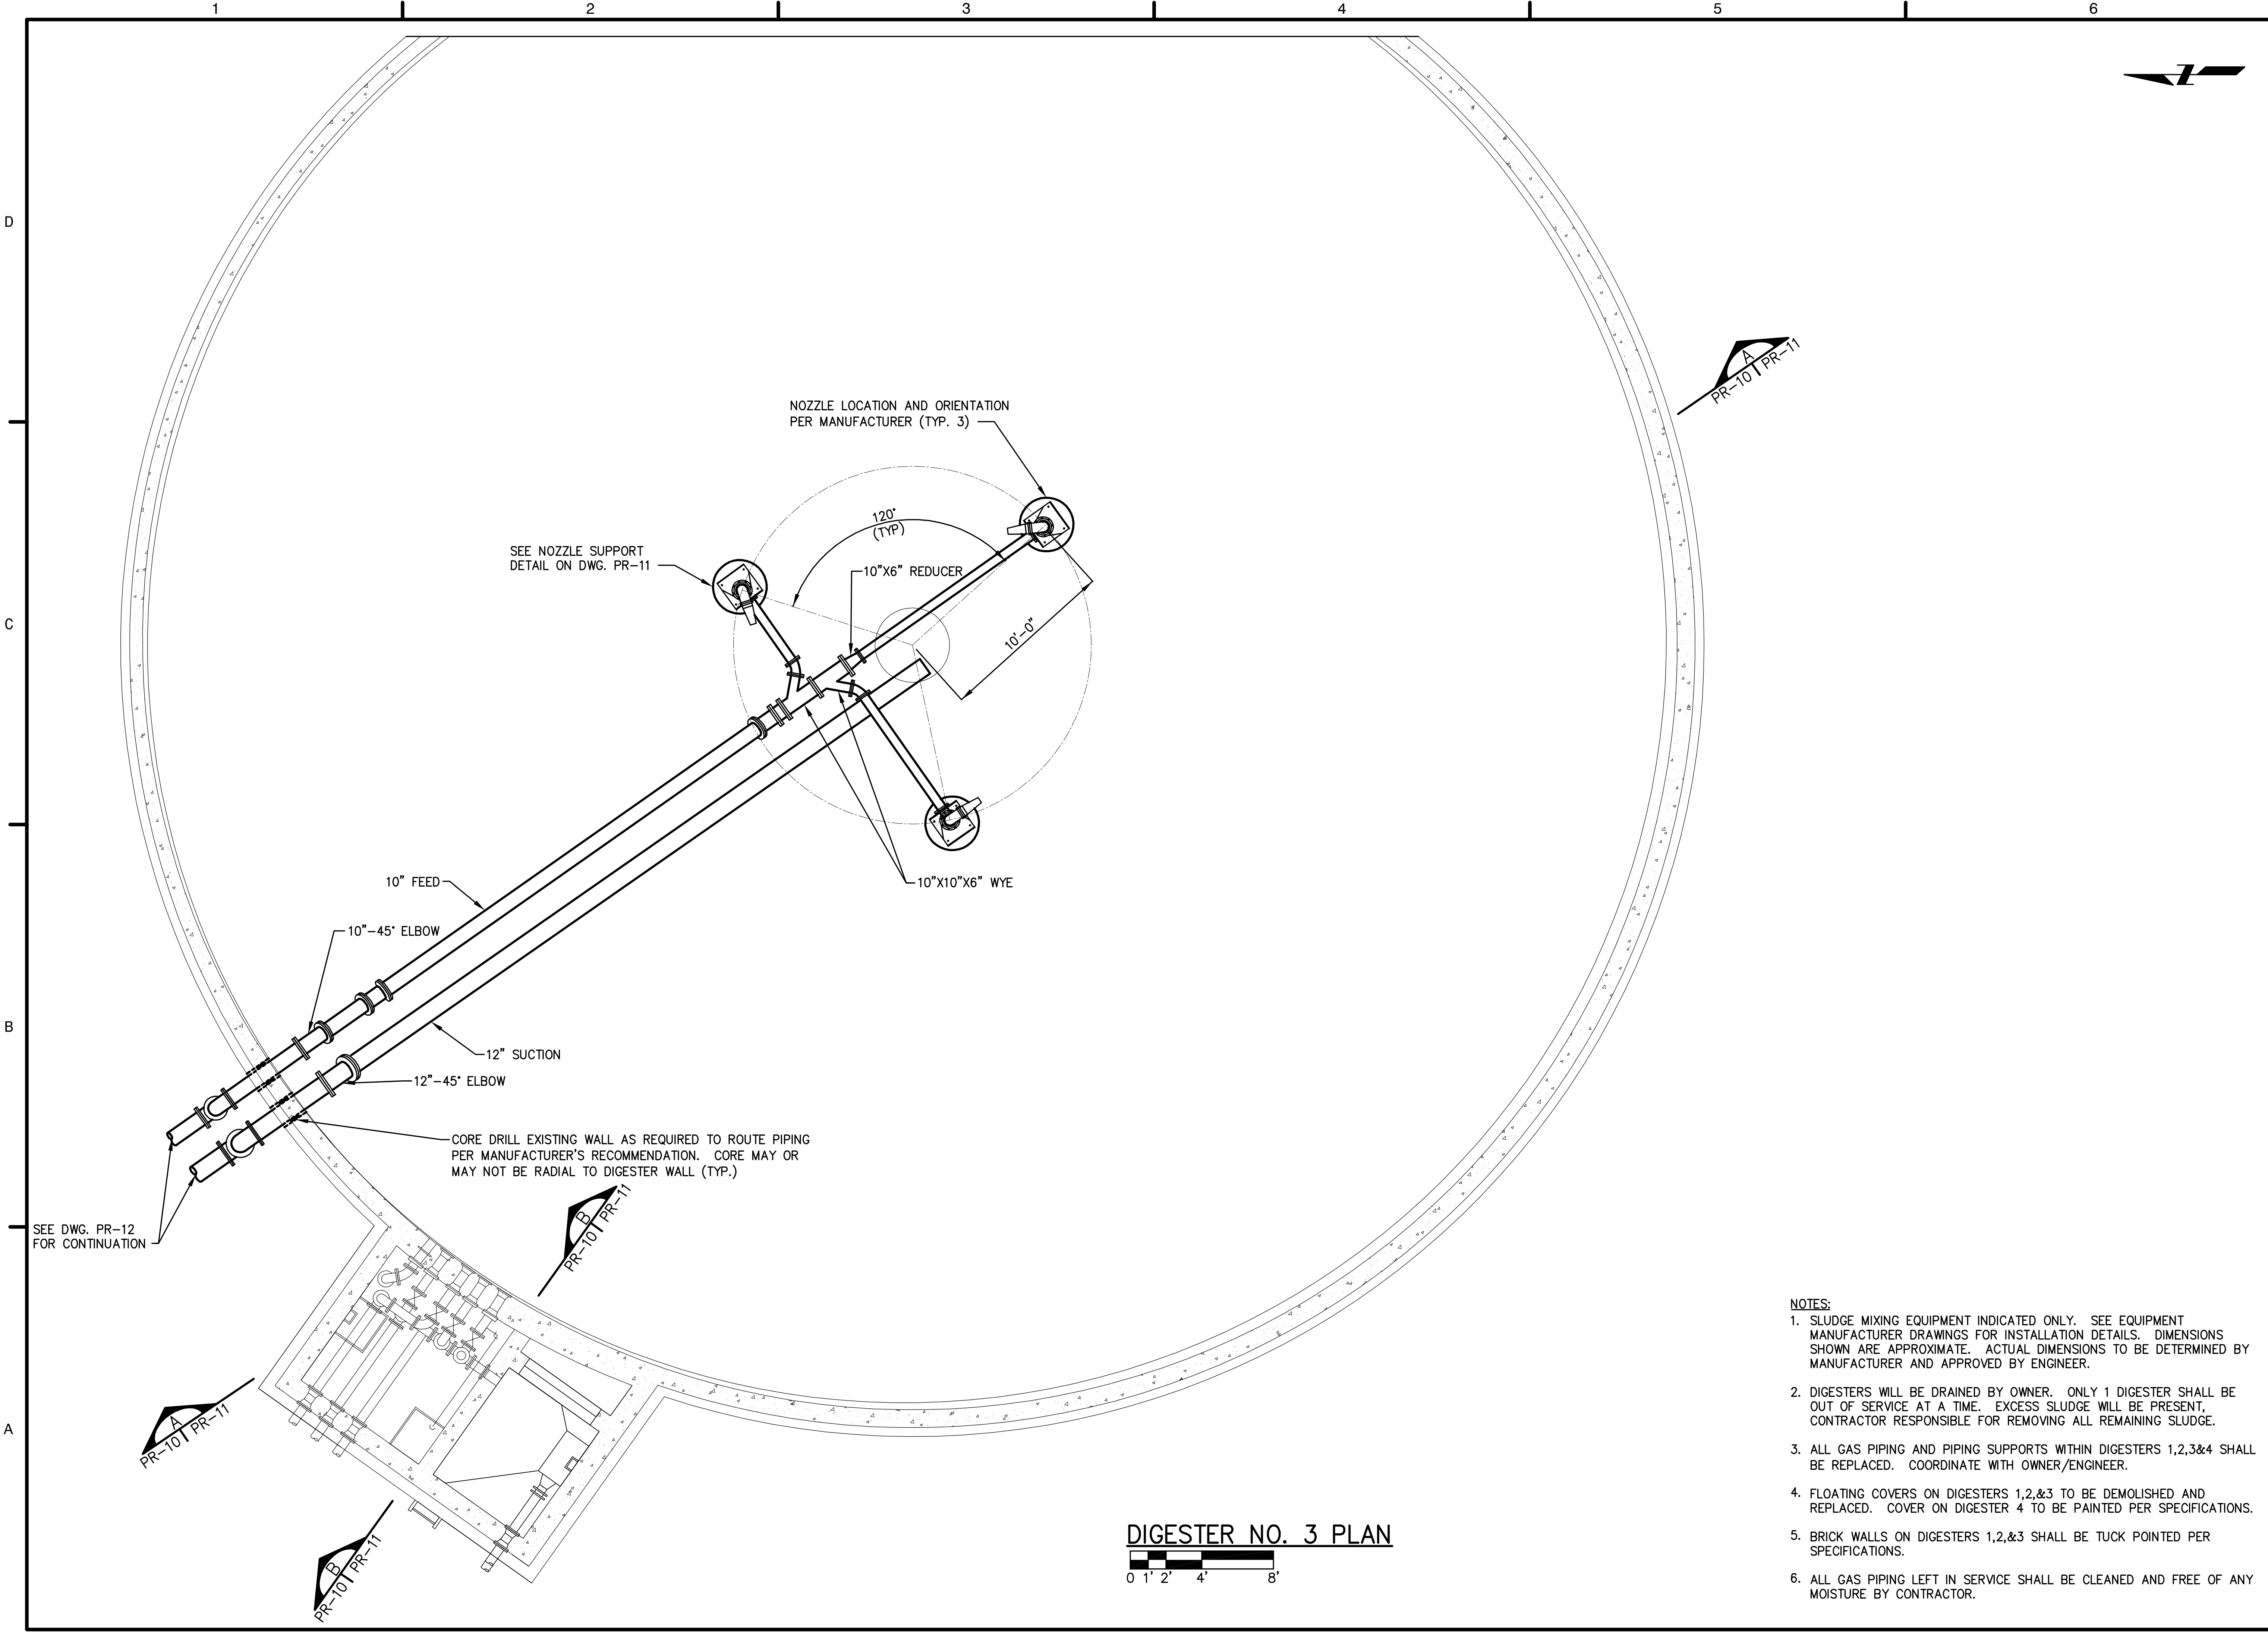 1 2 3 4 5 6
D
C
B
A
NOZZLE LOCATION AND ORIENTATION
PER MANUFACTURER (TYP. 3)
A
PR-10 PR-11
120°
(TYP)
SEE NOZZLE SUPPORT
DETAIL ON DWG. PR-11
10"X6" REDUCER
10'-0"
10" FEED
10"X10"X6" WYE
10"-45° ELBOW
12" SUCTION
12"-45° ELBOW
CORE DRILL EXISTING WALL AS REQUIRED TO ROUTE PIPING
PER MANUFACTURER'S RECOMMENDATION. CORE MAY OR
MAY NOT BE RADIAL TO DIGESTER WALL (TYP.)
B
PR-10 PR-11
SEE DWG. PR-12
FOR CONTINUATION
A
PR-10 PR-11
B
PR-10 PR-11
DIGESTER NO. 3 PLAN
0 1' 2' 4' 8'
NOTES:
1. SLUDGE MIXING EQUIPMENT INDICATED ONLY. SEE EQUIPMENT
MANUFACTURER DRAWINGS FOR INSTALLATION DETAILS. DIMENSIONS
SHOWN ARE APPROXIMATE. ACTUAL DIMENSIONS TO BE DETERMINED BY
MANUFACTURER AND APPROVED BY ENGINEER.
2. DIGESTERS WILL BE DRAINED BY OWNER. ONLY 1 DIGESTER SHALL BE
OUT OF SERVICE AT A TIME. EXCESS SLUDGE WILL BE PRESENT,
CONTRACTOR RESPONSIBLE FOR REMOVING ALL REMAINING SLUDGE.
3. ALL GAS PIPING AND PIPING SUPPORTS WITHIN DIGESTERS 1,2,3&4 SHALL
BE REPLACED. COORDINATE WITH OWNER/ENGINEER.
4. FLOATING COVERS ON DIGESTERS 1,2,&3 TO BE DEMOLISHED AND
REPLACED. COVER ON DIGESTER 4 TO BE PAINTED PER SPECIFICATIONS.
5. BRICK WALLS ON DIGESTERS 1,2,&3 SHALL BE TUCK POINTED PER
SPECIFICATIONS.
6. ALL GAS PIPING LEFT IN SERVICE SHALL BE CLEANED AND FREE OF ANY
MOISTURE BY CONTRACTOR.